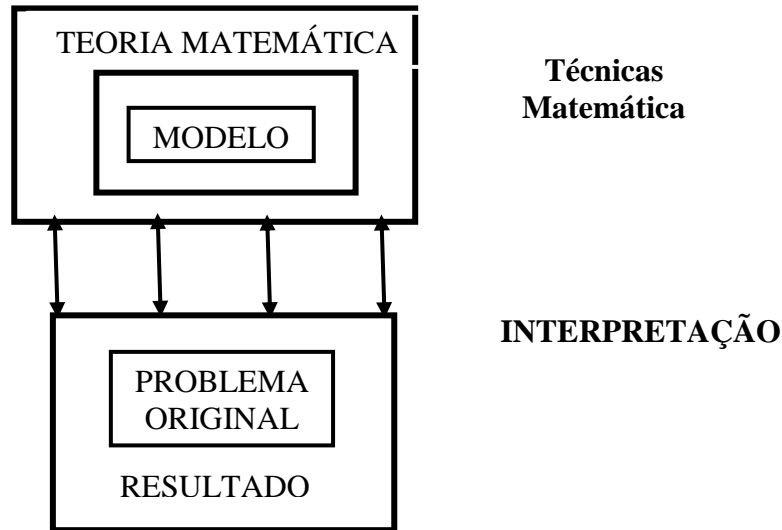 TEORIA MATEMÁTICA
Técnicas
Matemática
MODELO
INTERPRETAÇÃO
PROBLEMA
ORIGINAL
RESULTADO